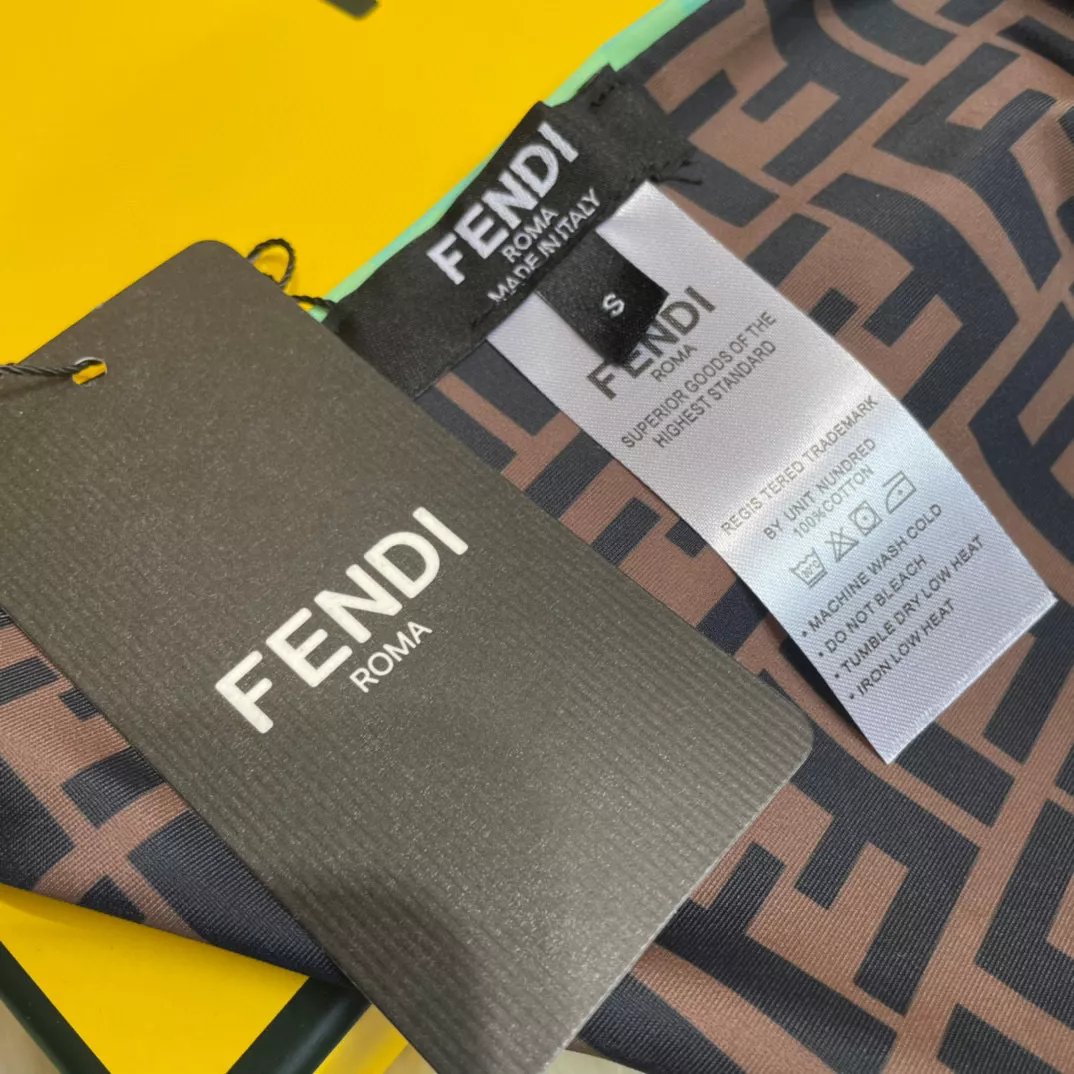 FENDI
ROMA
MADE IN ITALY
S
FENDI
ROMA
SUPERIOR GOODS OF THE
HIGHEST STANDARD
REGIS TERED TRADEMARK
BY UNIT NUNDRED
100%COTTON
30°C
• MACHINE WASH COLD
• DO NOT BLEACH
• TUMBLE DRY LOW HEAT
• IRON LOW HEAT
FENDI
ROMA